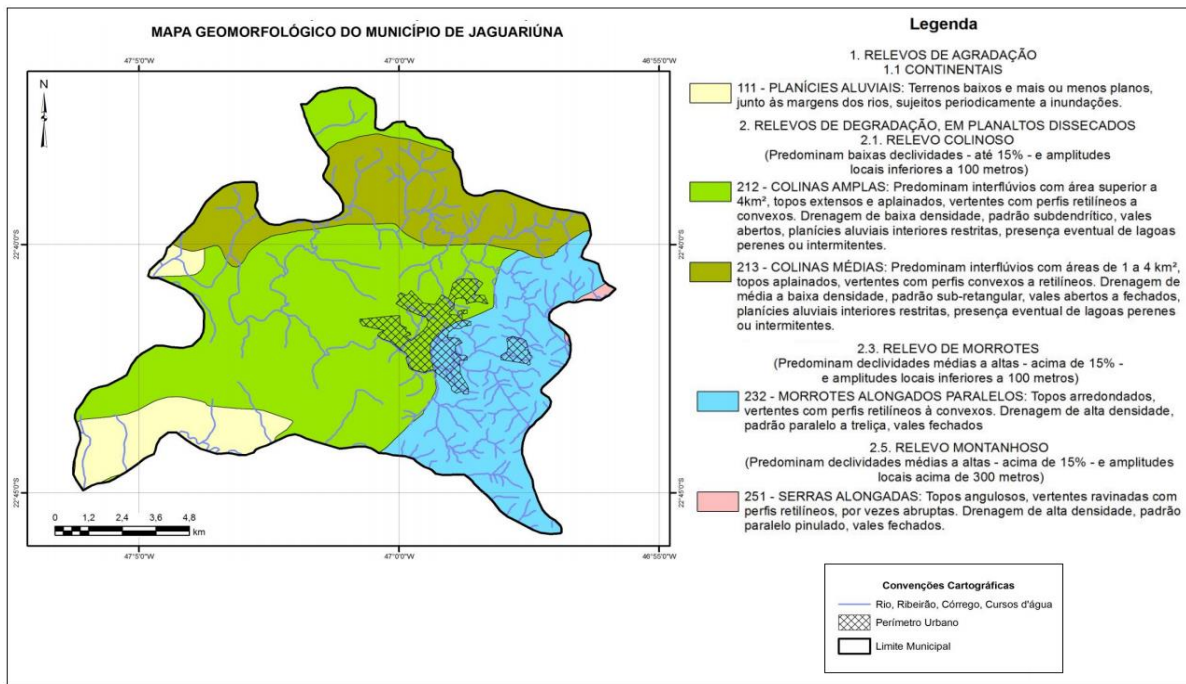 MAPA GEOMORFOLÓGICO DO MUNICÍPIO DE JAGUARIÚNA
47°5'0"W
47°0'0"W
46°55'0"W
N
22°40'0"S
22°45'0"S
0 1,2 2,4 3,6 4,8
km
47°5'0"W
47°0'0"W
46°55'0"W
Legenda
1. RELEVOS DE AGRADAÇÃO
1.1 CONTINENTAIS
111 - PLANÍCIES ALUVIAIS: Terrenos baixos e mais ou menos planos,
junto às margens dos rios, sujeitos periodicamente a inundações.
2. RELEVOS DE DEGRADAÇÃO, EM PLANALTOS DISSECADOS
2.1. RELEVO COLINOSO
(Predominam baixas declividades - até 15% - e amplitudes
locais inferiores a 100 metros)
212 - COLINAS AMPLAS: Predominam interflúvios com área superior a
4km², topos extensos e aplainados, vertentes com perfis retilíneos a
convexos. Drenagem de baixa densidade, padrão subdendrítico, vales
abertos, planícies aluviais interiores restritas, presença eventual de lagoas
perenes ou intermitentes.
213 - COLINAS MÉDIAS: Predominam interflúvios com áreas de 1 a 4 km²,
topos aplainados, vertentes com perfis convexos a retilíneos. Drenagem de
média a baixa densidade, padrão sub-retangular, vales abertos a fechados,
planícies aluviais interiores restritas, presença eventual de lagoas perenes
ou intermitentes.
2.3. RELEVO DE MORROTES
(Predominam declividades médias a altas - acima de 15% -
e amplitudes locais inferiores a 100 metros)
232 - MORROTES ALONGADOS PARALELOS: Topos arredondados,
vertentes com perfis retilíneos à convexos. Drenagem de alta densidade,
padrão paralelo a treliça, vales fechados
2.5. RELEVO MONTANHOSO
(Predominam declividades médias a altas - acima de 15% - e amplitudes
locais acima de 300 metros)
251 - SERRAS ALONGADAS: Topos angulosos, vertentes ravinadas com
perfis retilíneos, por vezes abruptas. Drenagem de alta densidade, padrão
paralelo pinulado, vales fechados.
Convenções Cartográficas
Rio, Ribeirão, Córrego, Cursos d'água
Perímetro Urbano
Limite Municipal